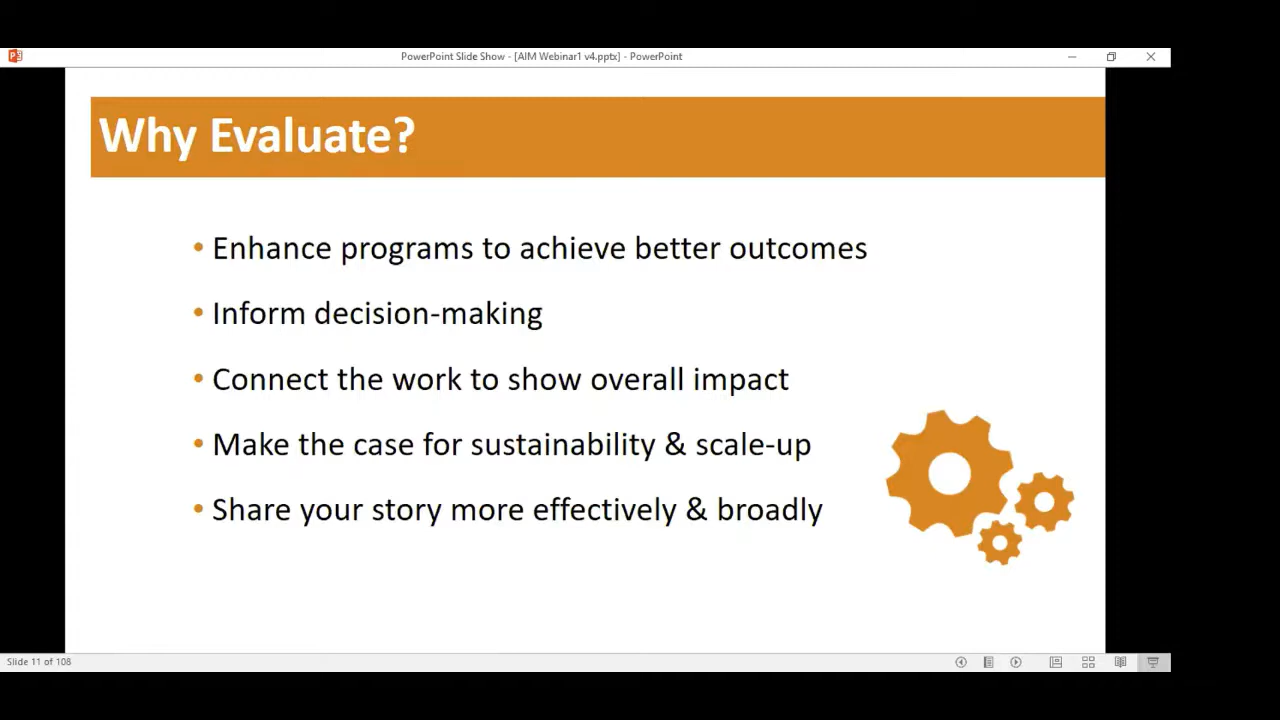 PowerPoint Slide Show - [AIM Webinar1 v4.pptx] - PowerPoint
Why Evaluate?
• Enhance programs to achieve better outcomes
• Inform decision-making
• Connect the work to show overall impact
• Make the case for sustainability & scale-up
• Share your story more effectively & broadly
Slide 11 of 108